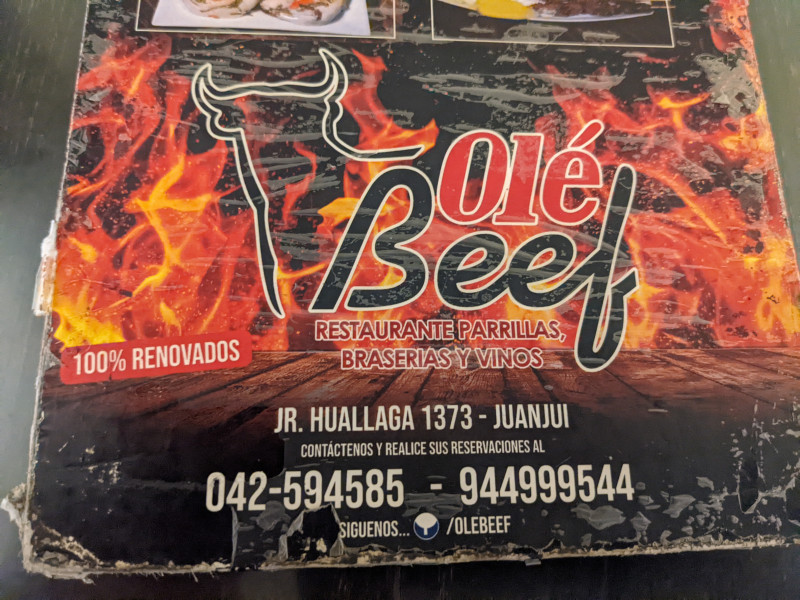 Olé
Beef
RESTAURANTE PARRILLAS,
BRASERIAS Y VINOS
100% RENOVADOS
JR. HUALLAGA 1373 - JUANJUI
CONTÁCTENOS Y REALICE SUS RESERVACIONES AL
042-594585 - 944999544
SIGUENOS... /OLEBEEF